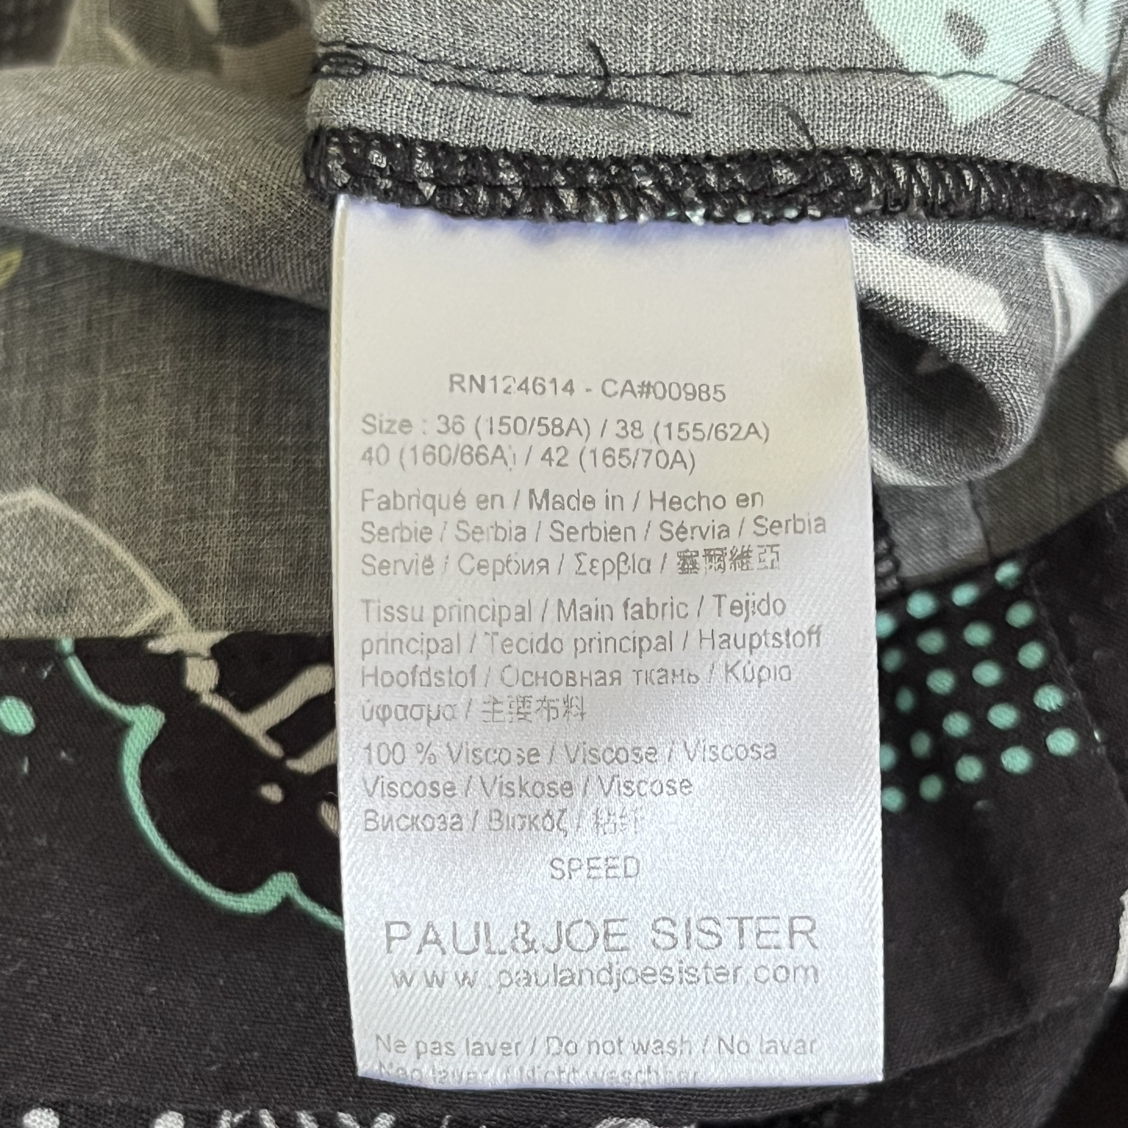 RN124614 - CA#00985
Size : 36 (150/58A) / 38 (155/62A)
40 (160/66A) / 42 (165/70A)
Fabriqué en / Made in / Hecho en
Serbie / Serbia / Serbien / Sérvia / Serbia
Servië / Сербия / Σερβία / 塞爾維亞
Tissu principal / Main fabric / Tejido
principal / Tecido principal / Hauptstoff
Hoofdstof / Основная ткань / Κύριο
ύφασμα / 主要布料
100 % Viscose / Viscose / Viscosa
Viscose / Viskose / Viscose
Вискоза / Βισκόζ /
SPEED
PAUL&JOE SISTER
www.paulandjoesister.com
Ne pas laver / Do not wash / No lavar